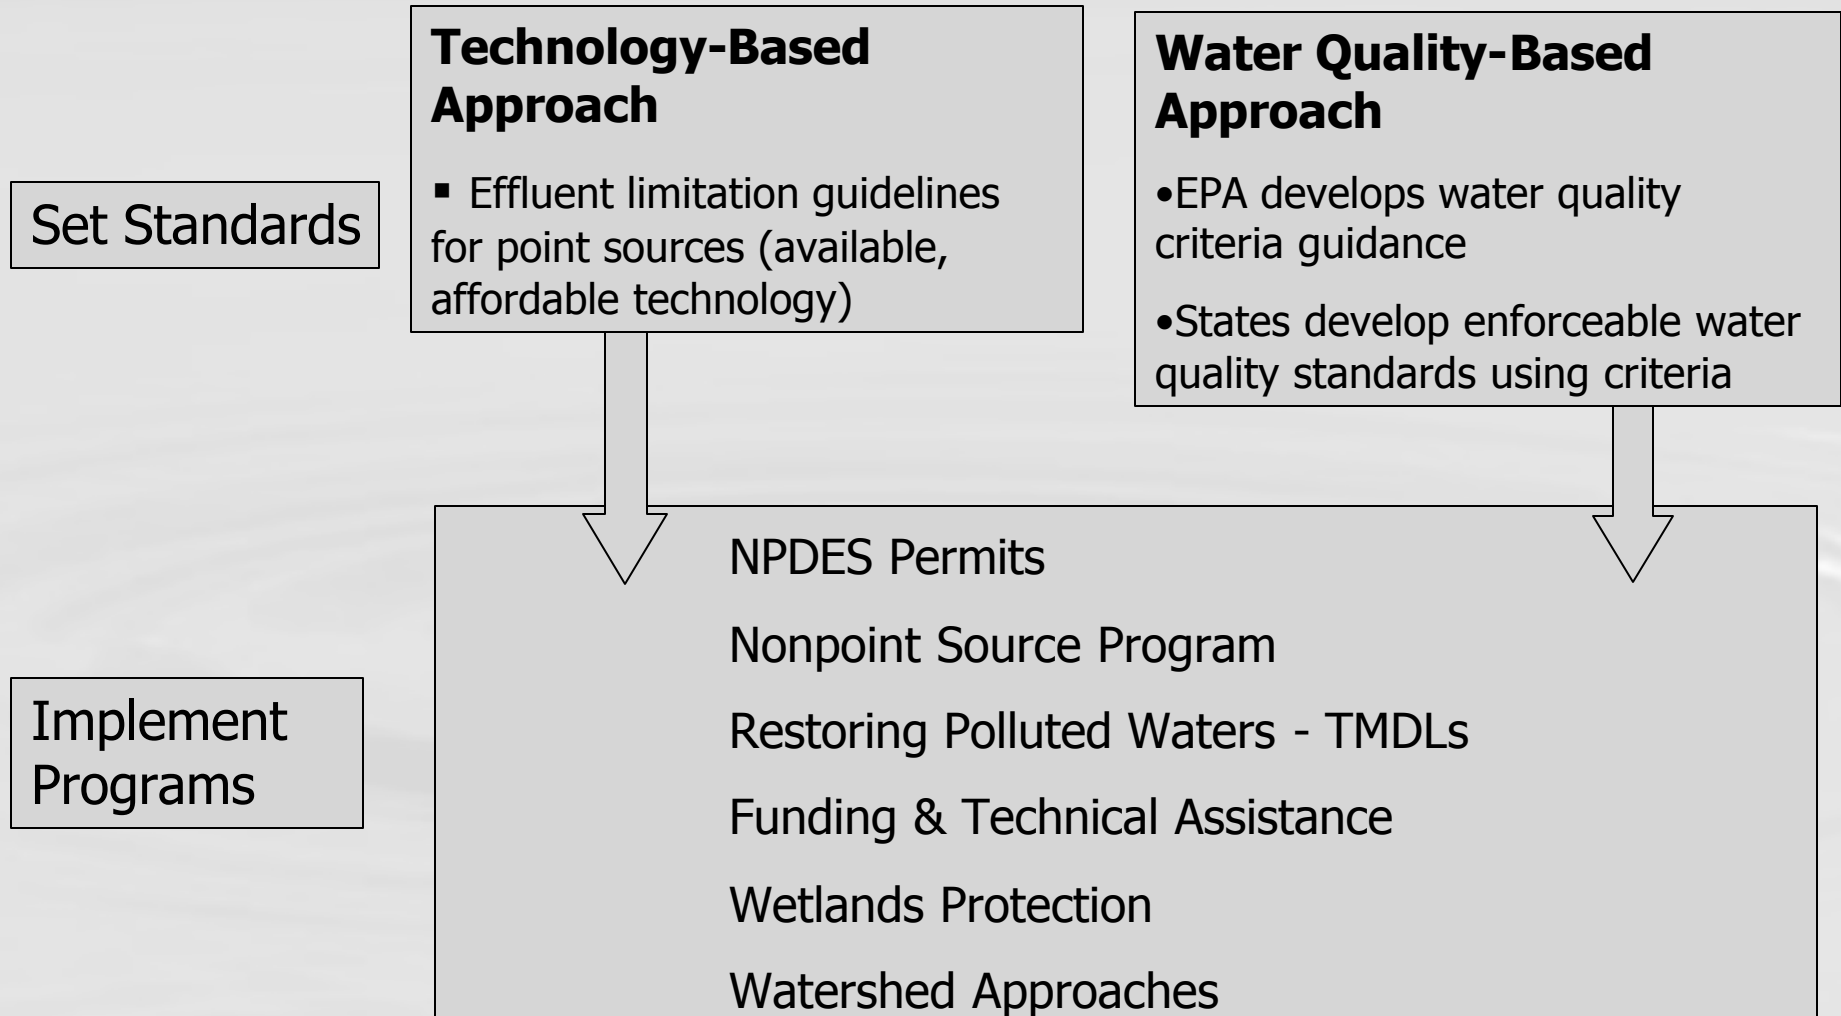 Technology-Based
Approach
▪ Effluent limitation guidelines
for point sources (available,
affordable technology)
Water Quality-Based
Approach
•EPA develops water quality
criteria guidance
•States develop enforceable water
quality standards using criteria
Set Standards
NPDES Permits
Nonpoint Source Program
Restoring Polluted Waters - TMDLs
Funding & Technical Assistance
Wetlands Protection
Watershed Approaches
Implement
Programs